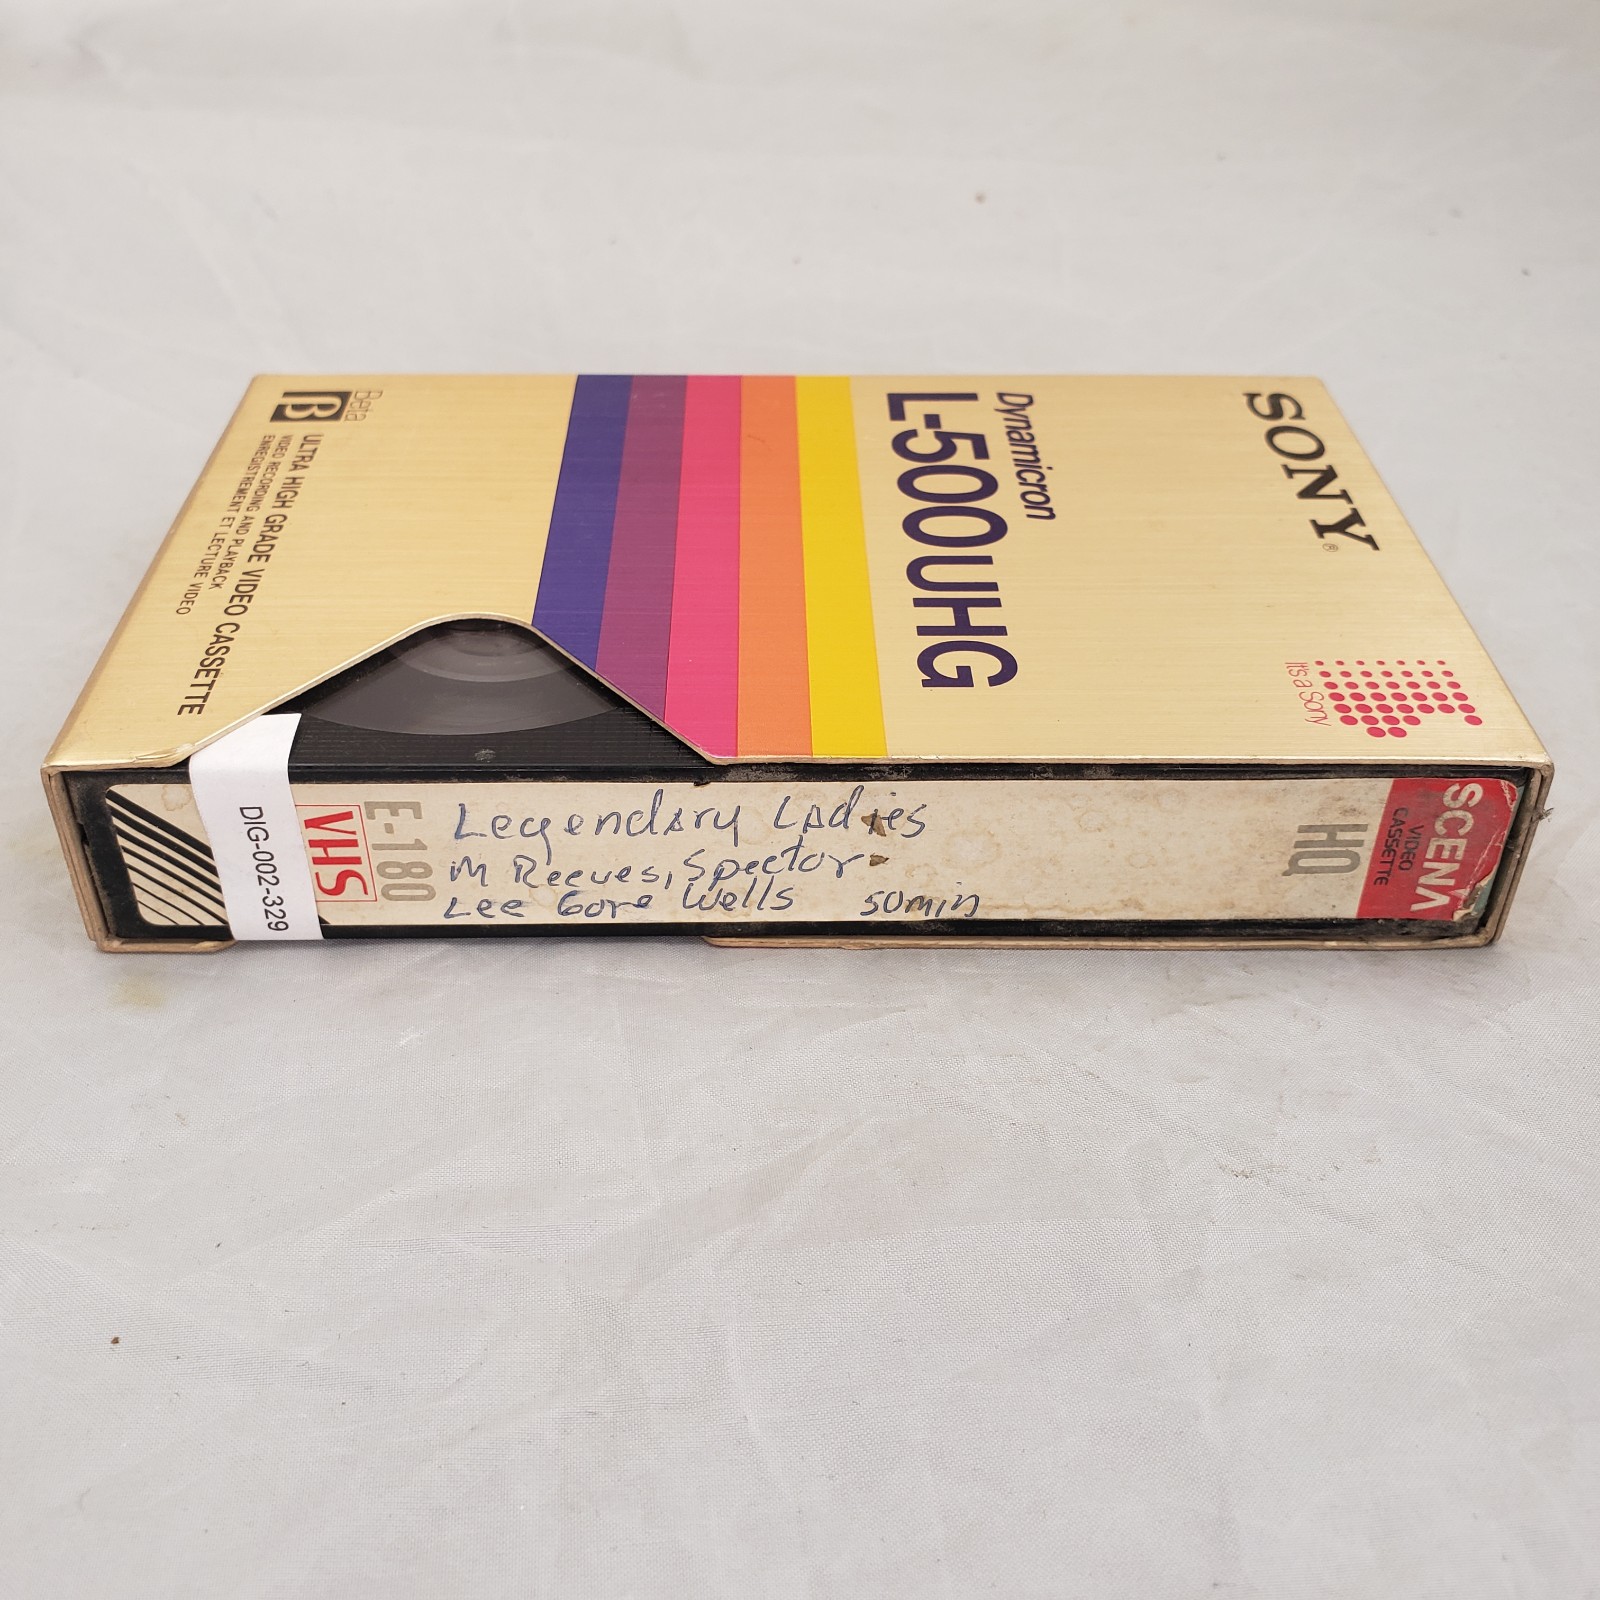 SONY®
It's a Sony
Dynamicron
L-500UHG
Beta
β
ULTRA HIGH GRADE VIDEO CASSETTE
VIDEO RECORDING AND PLAYBACK
ENREGISTREMENT ET LECTURE VIDÉO
DIG-002-329
VHS
E-180
Legendary Ladies
M Reeves, Spector
Lee Gore Wells 50min
HQ
SCENA
VIDEO
CASSETTE